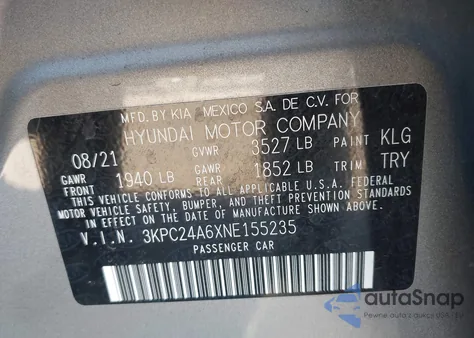 MFD.BY KIA MEXICO S.A. DE C.V. FOR
HYUNDAI MOTOR COMPANY
08/21 GVWR 3527 LB PAINT KLG
GAWR FRONT 1940 LB GAWR REAR 1852 LB TRIM TRY
THIS VEHICLE CONFORMS TO ALL APPLICABLE U.S.A. FEDERAL
MOTOR VEHICLE SAFETY, BUMPER, AND THEFT PREVENTION STANDARDS
IN EFFECT ON THE DATE OF MANUFACTURE SHOWN ABOVE.
V.I.N. 3KPC24A6XNE155235
PASSENGER CAR
autoSnap